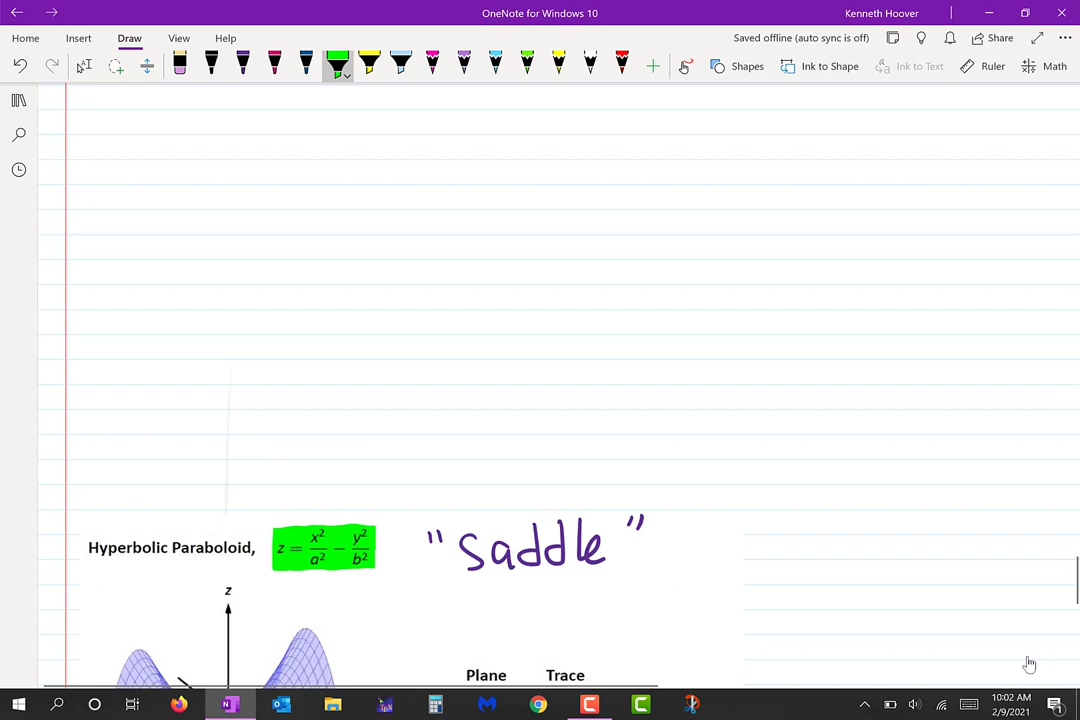 OneNote for Windows 10
Kenneth Hoover
Home Insert Draw View Help
Saved offline (auto sync is off)
Share
Shapes
Ink to Shape
Ink to Text
Ruler
Math
Hyperbolic Paraboloid, z = x²/a² − y²/b² "saddle"
z
Plane Trace
10:02 AM
2/9/2021